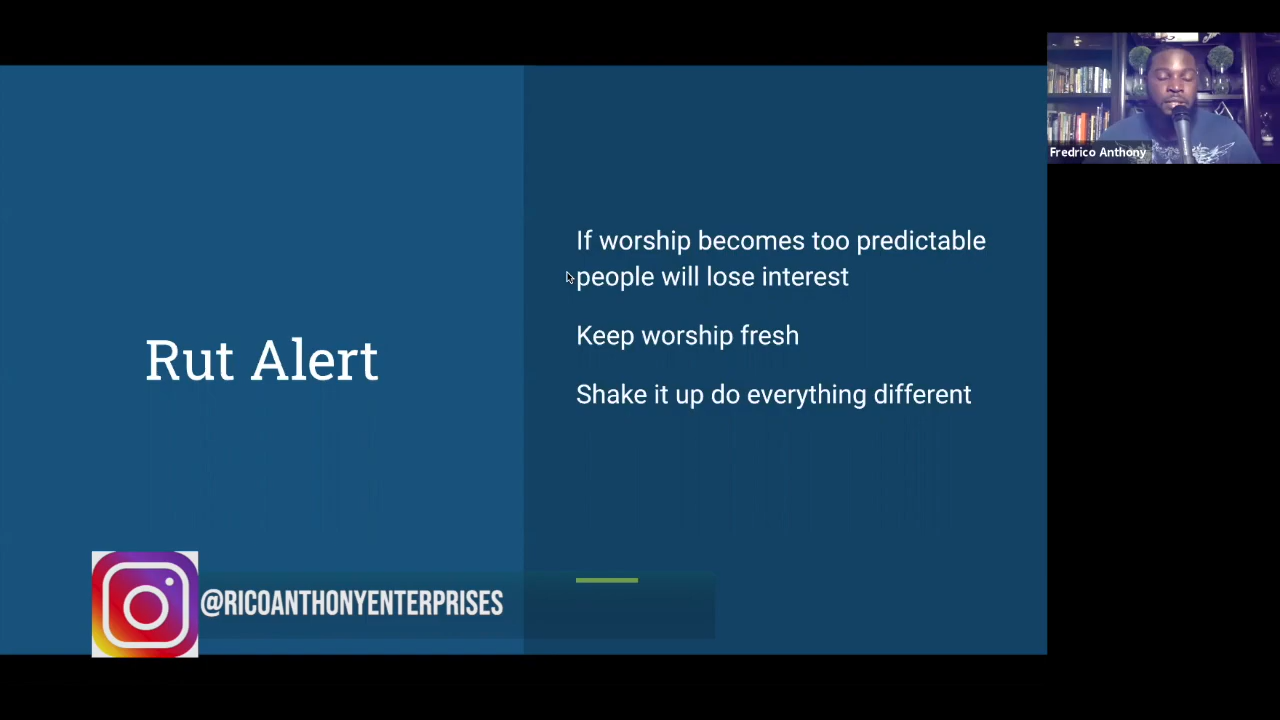 Rut Alert
If worship becomes too predictable
people will lose interest
Keep worship fresh
Shake it up do everything different
@RICOANTHONYENTERPRISES
Fredrico Anthony